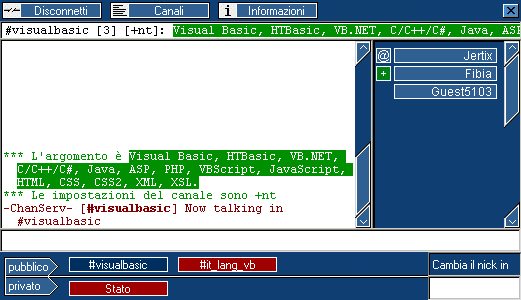 Disconnetti Canali i Informazioni
#visualbasic [3] [+nt]: Visual Basic, HTBasic, VB.NET, C/C++/C#, Java, ASP
@ Jertix
+ Fibia
Guest5103
*** L'argomento è Visual Basic, HTBasic, VB.NET,
C/C++/C#, Java, ASP, PHP, VBScript, JavaScript,
HTML, CSS, CSS2, XML, XSL.
*** Le impostazioni del canale sono +nt
-ChanServ- [#visualbasic] Now talking in
#visualbasic
pubblico #visualbasic #it_lang_vb Cambia il nick in
privato Stato